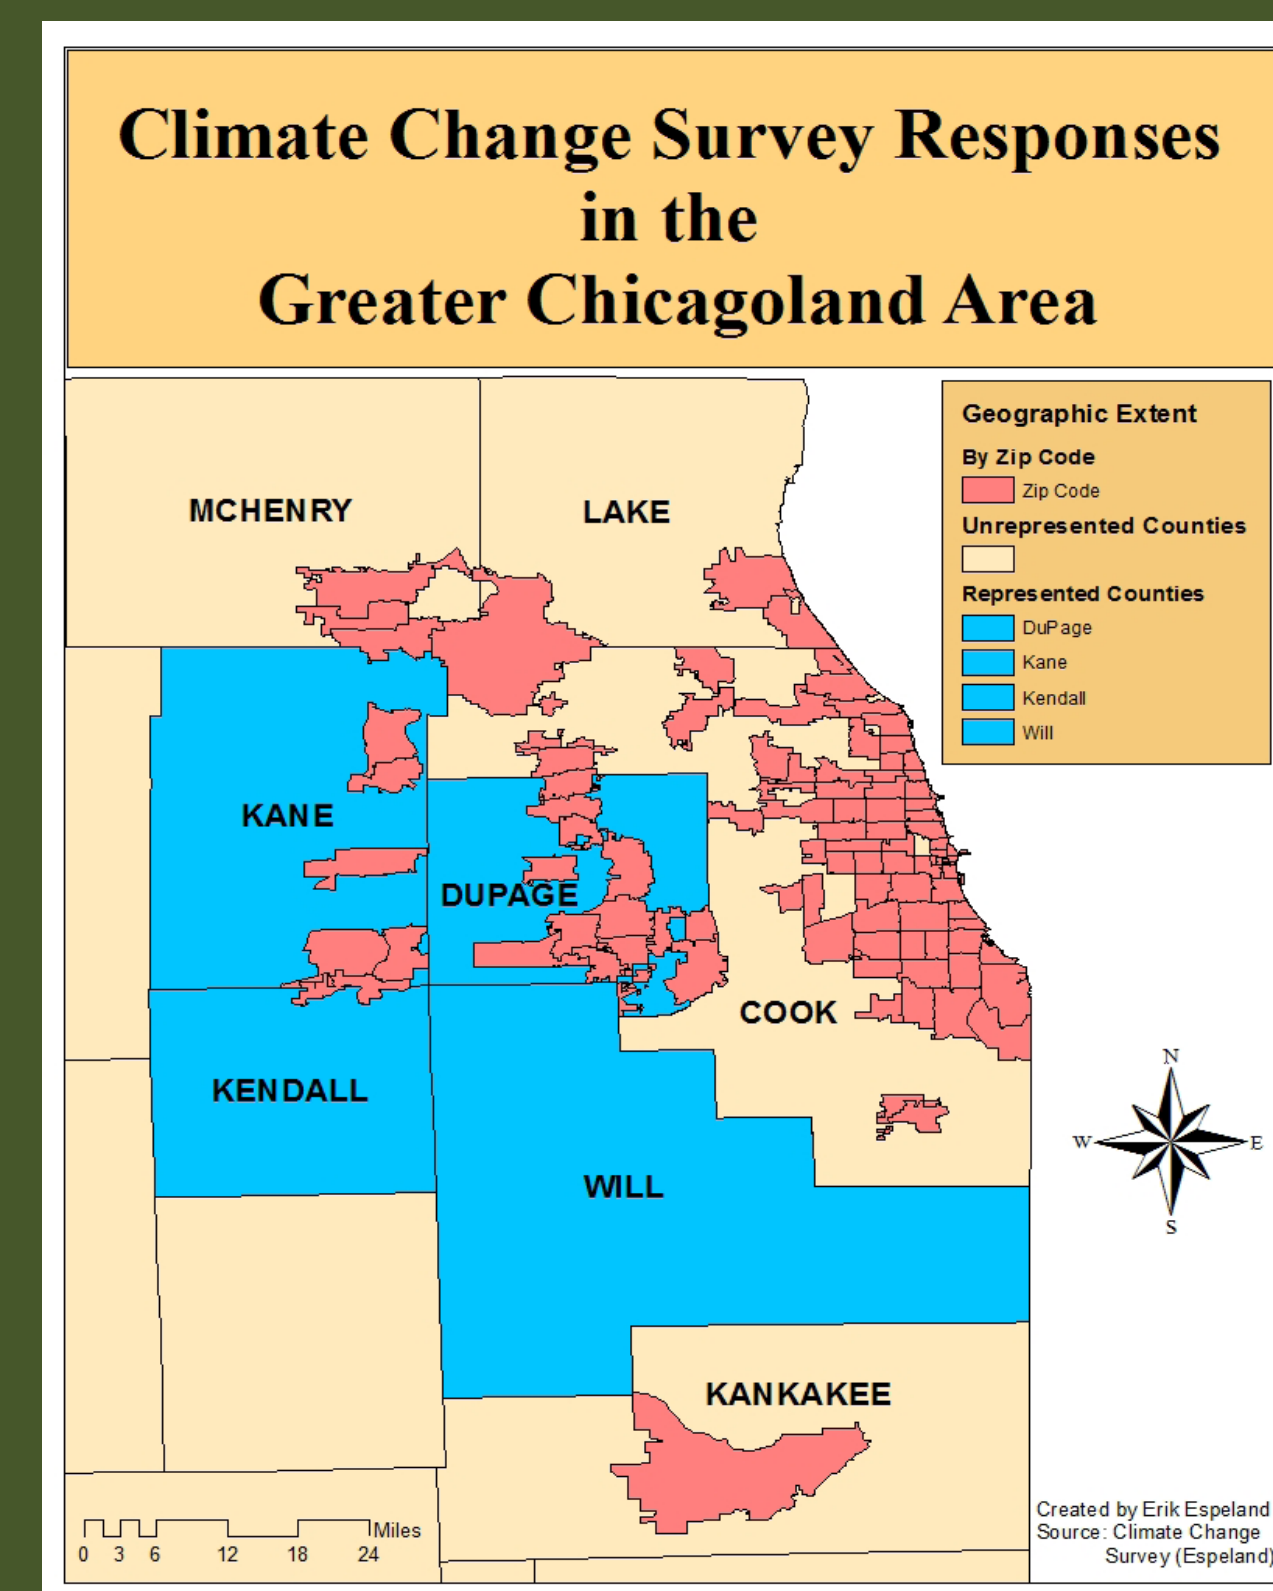 Climate Change Survey Responses
in the
Greater Chicagoland Area
Geographic Extent
By Zip Code
Zip Code
Unrepresented Counties
Represented Counties
DuPage
Kane
Kendall
Will
MCHENRY
LAKE
KANE
DUPAGE
COOK
KENDALL
WILL
KANKAKEE
N
W
E
S
Miles
0 3 6 12 18 24
Created by Erik Espeland
Source: Climate Change
Survey (Espeland)